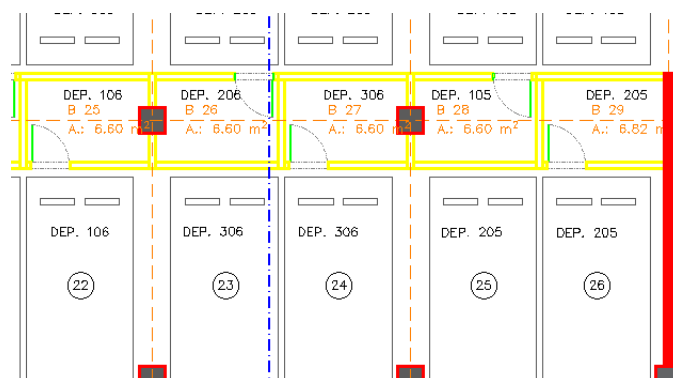 DEP. 106
B 25
A.: 6.60 m²
DEP. 206
B 26
A.: 6.60 m²
DEP. 306
B 27
A.: 6.60 m²
DEP. 105
B 28
A.: 6.60 m²
DEP. 205
B 29
A.: 6.82 m
DEP. 106
DEP. 306
DEP. 306
DEP. 205
DEP. 205
22
23
24
25
26